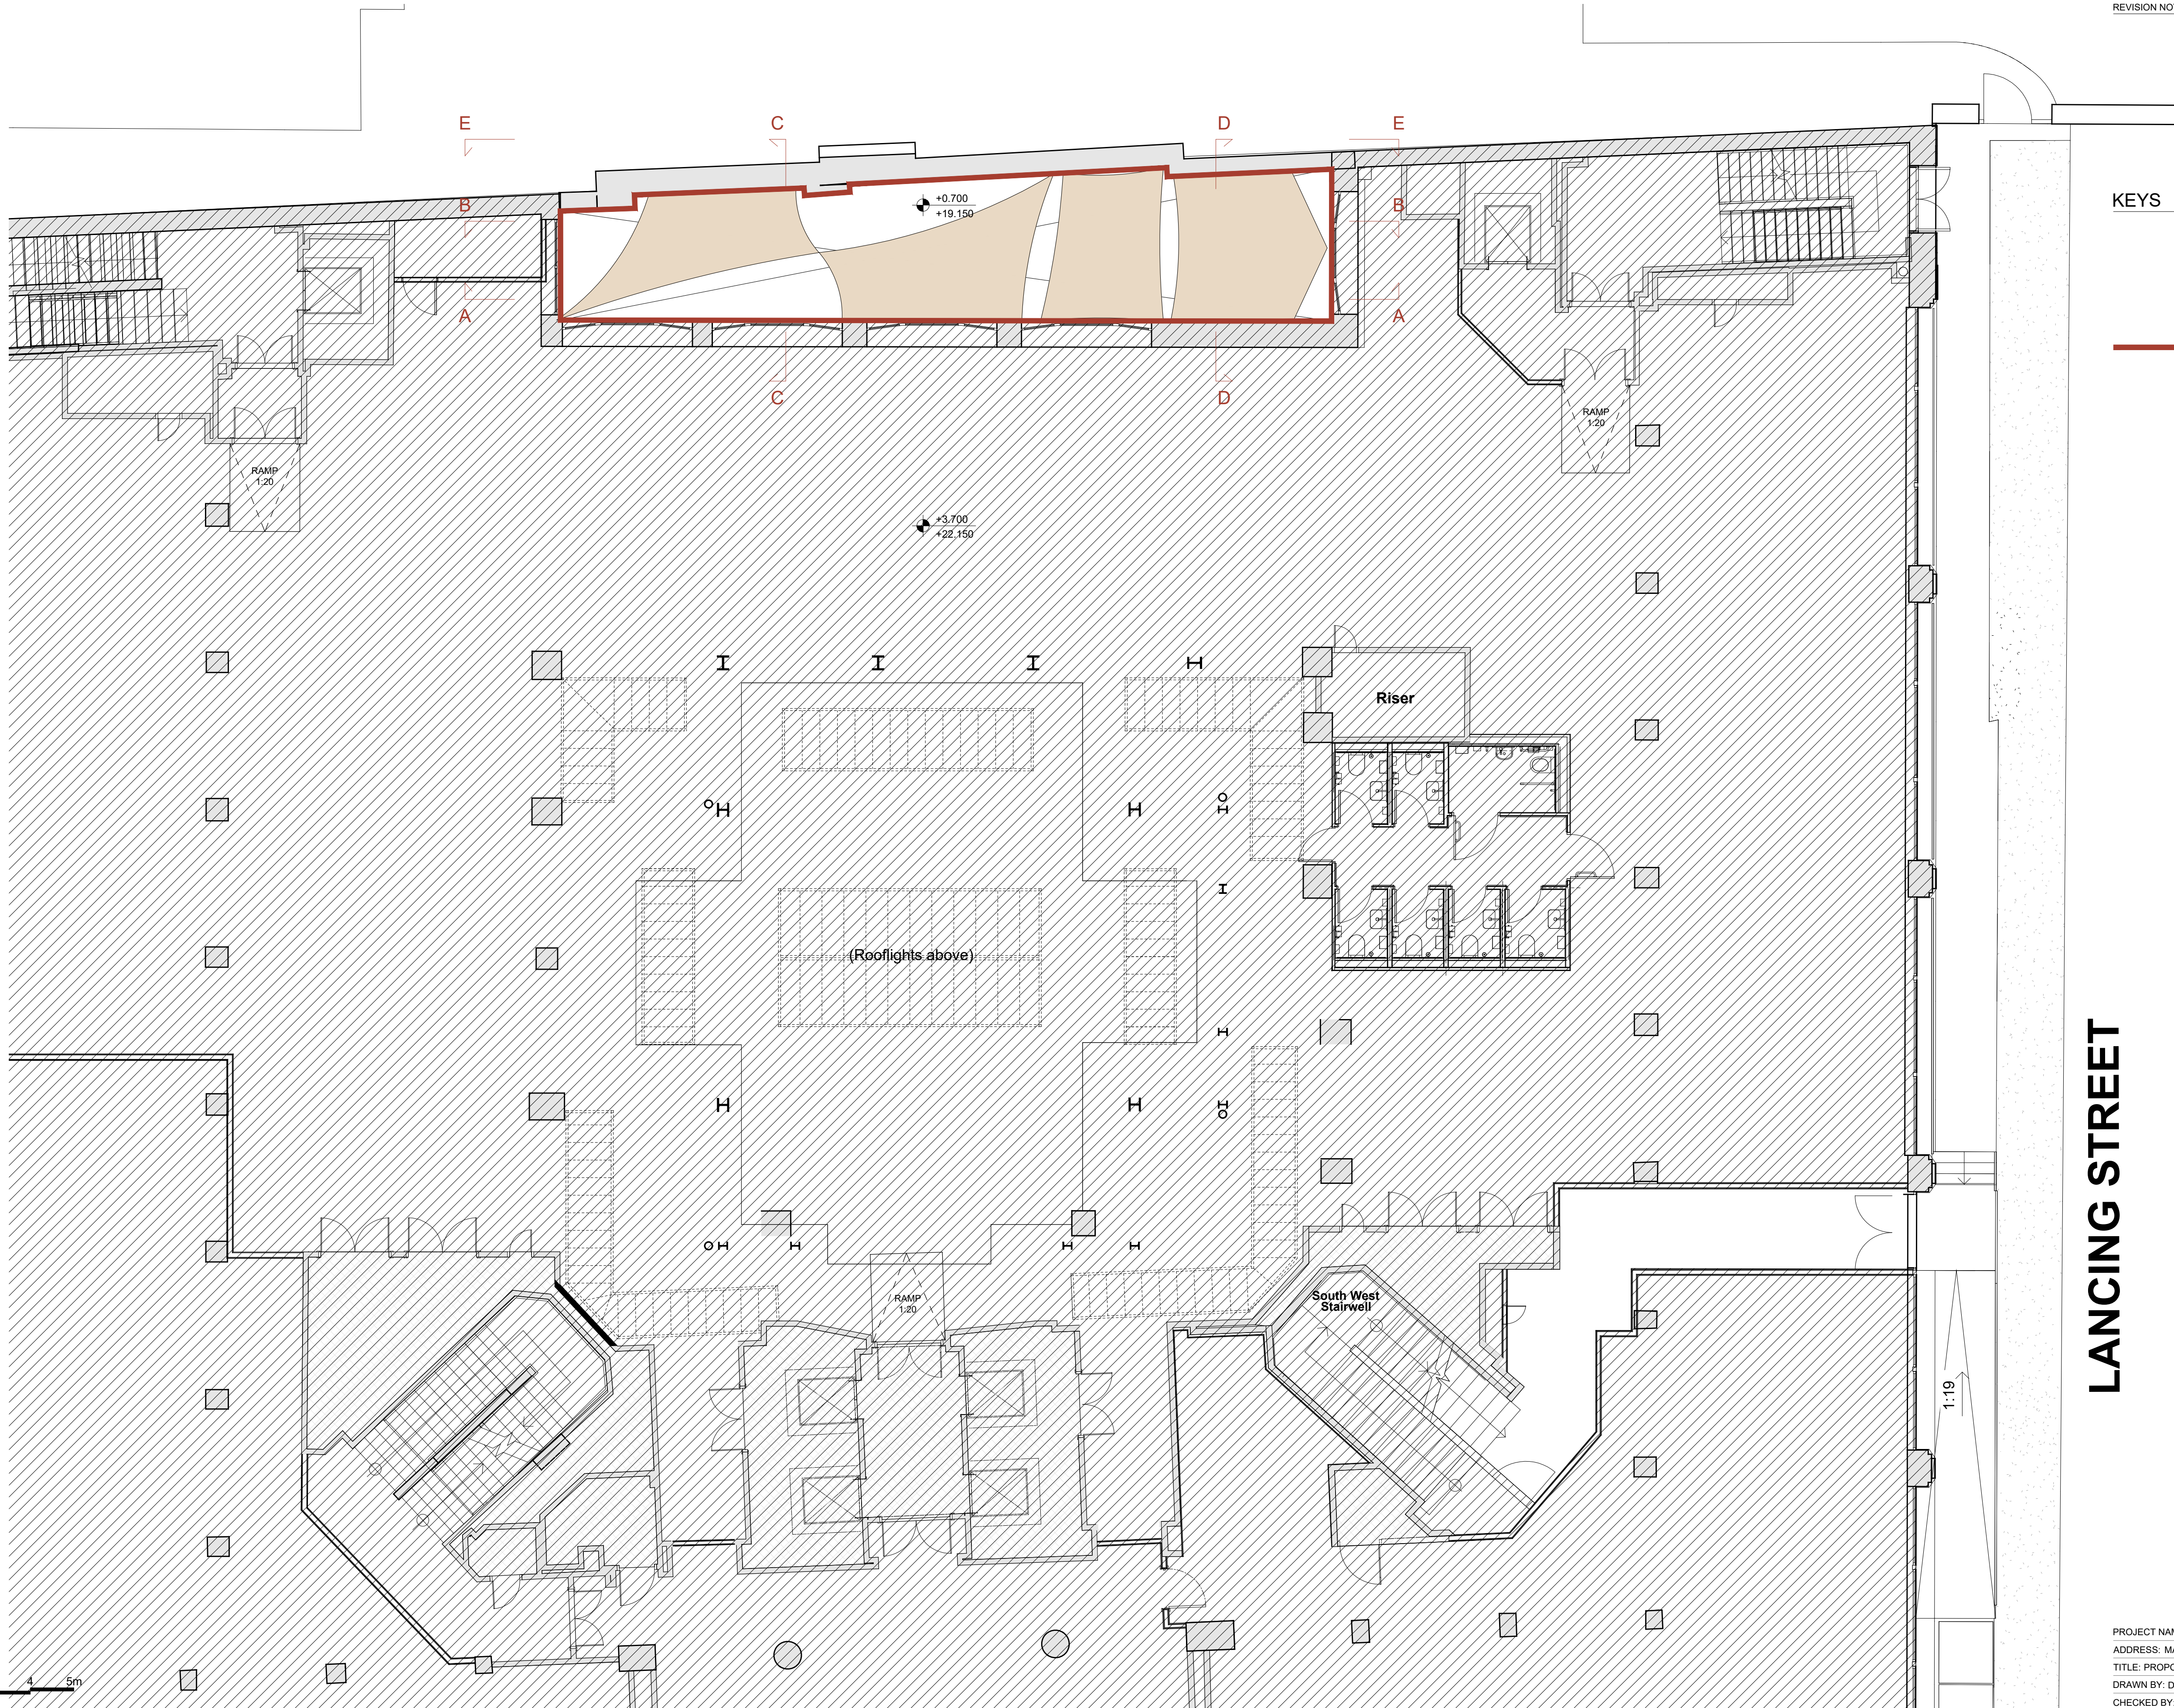 REVISION NO
E
C
D
E
KEYS
B
+0.700
+19.150
B
A
A
C
D
RAMP
1:20
RAMP
1:20
+3.700
+22.150
Riser
(Rooflights above)
LANCING STREET
RAMP
1:20
South West
Stairwell
1:19
PROJECT NA
ADDRESS: M
TITLE: PROPO
DRAWN BY: D
CHECKED BY
4 5m